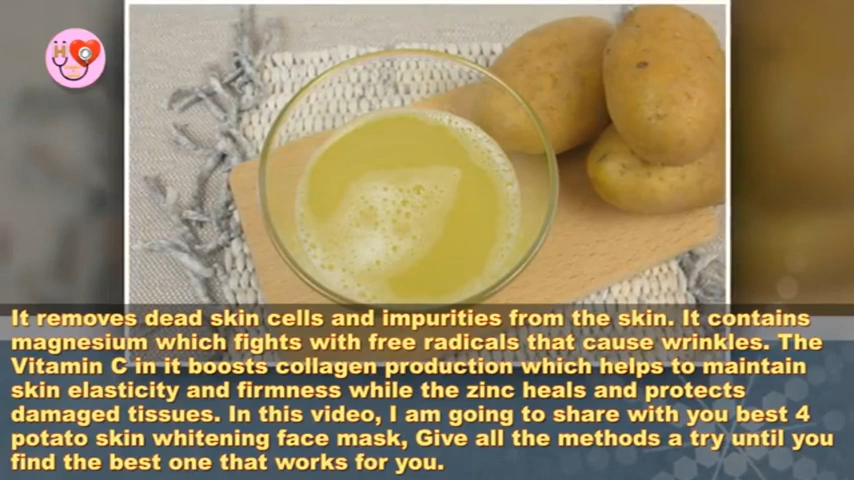 It removes dead skin cells and impurities from the skin. It contains
magnesium which fights with free radicals that cause wrinkles. The
Vitamin C in it boosts collagen production which helps to maintain
skin elasticity and firmness while the zinc heals and protects
damaged tissues. In this video, I am going to share with you best 4
potato skin whitening face mask, Give all the methods a try until you
find the best one that works for you.